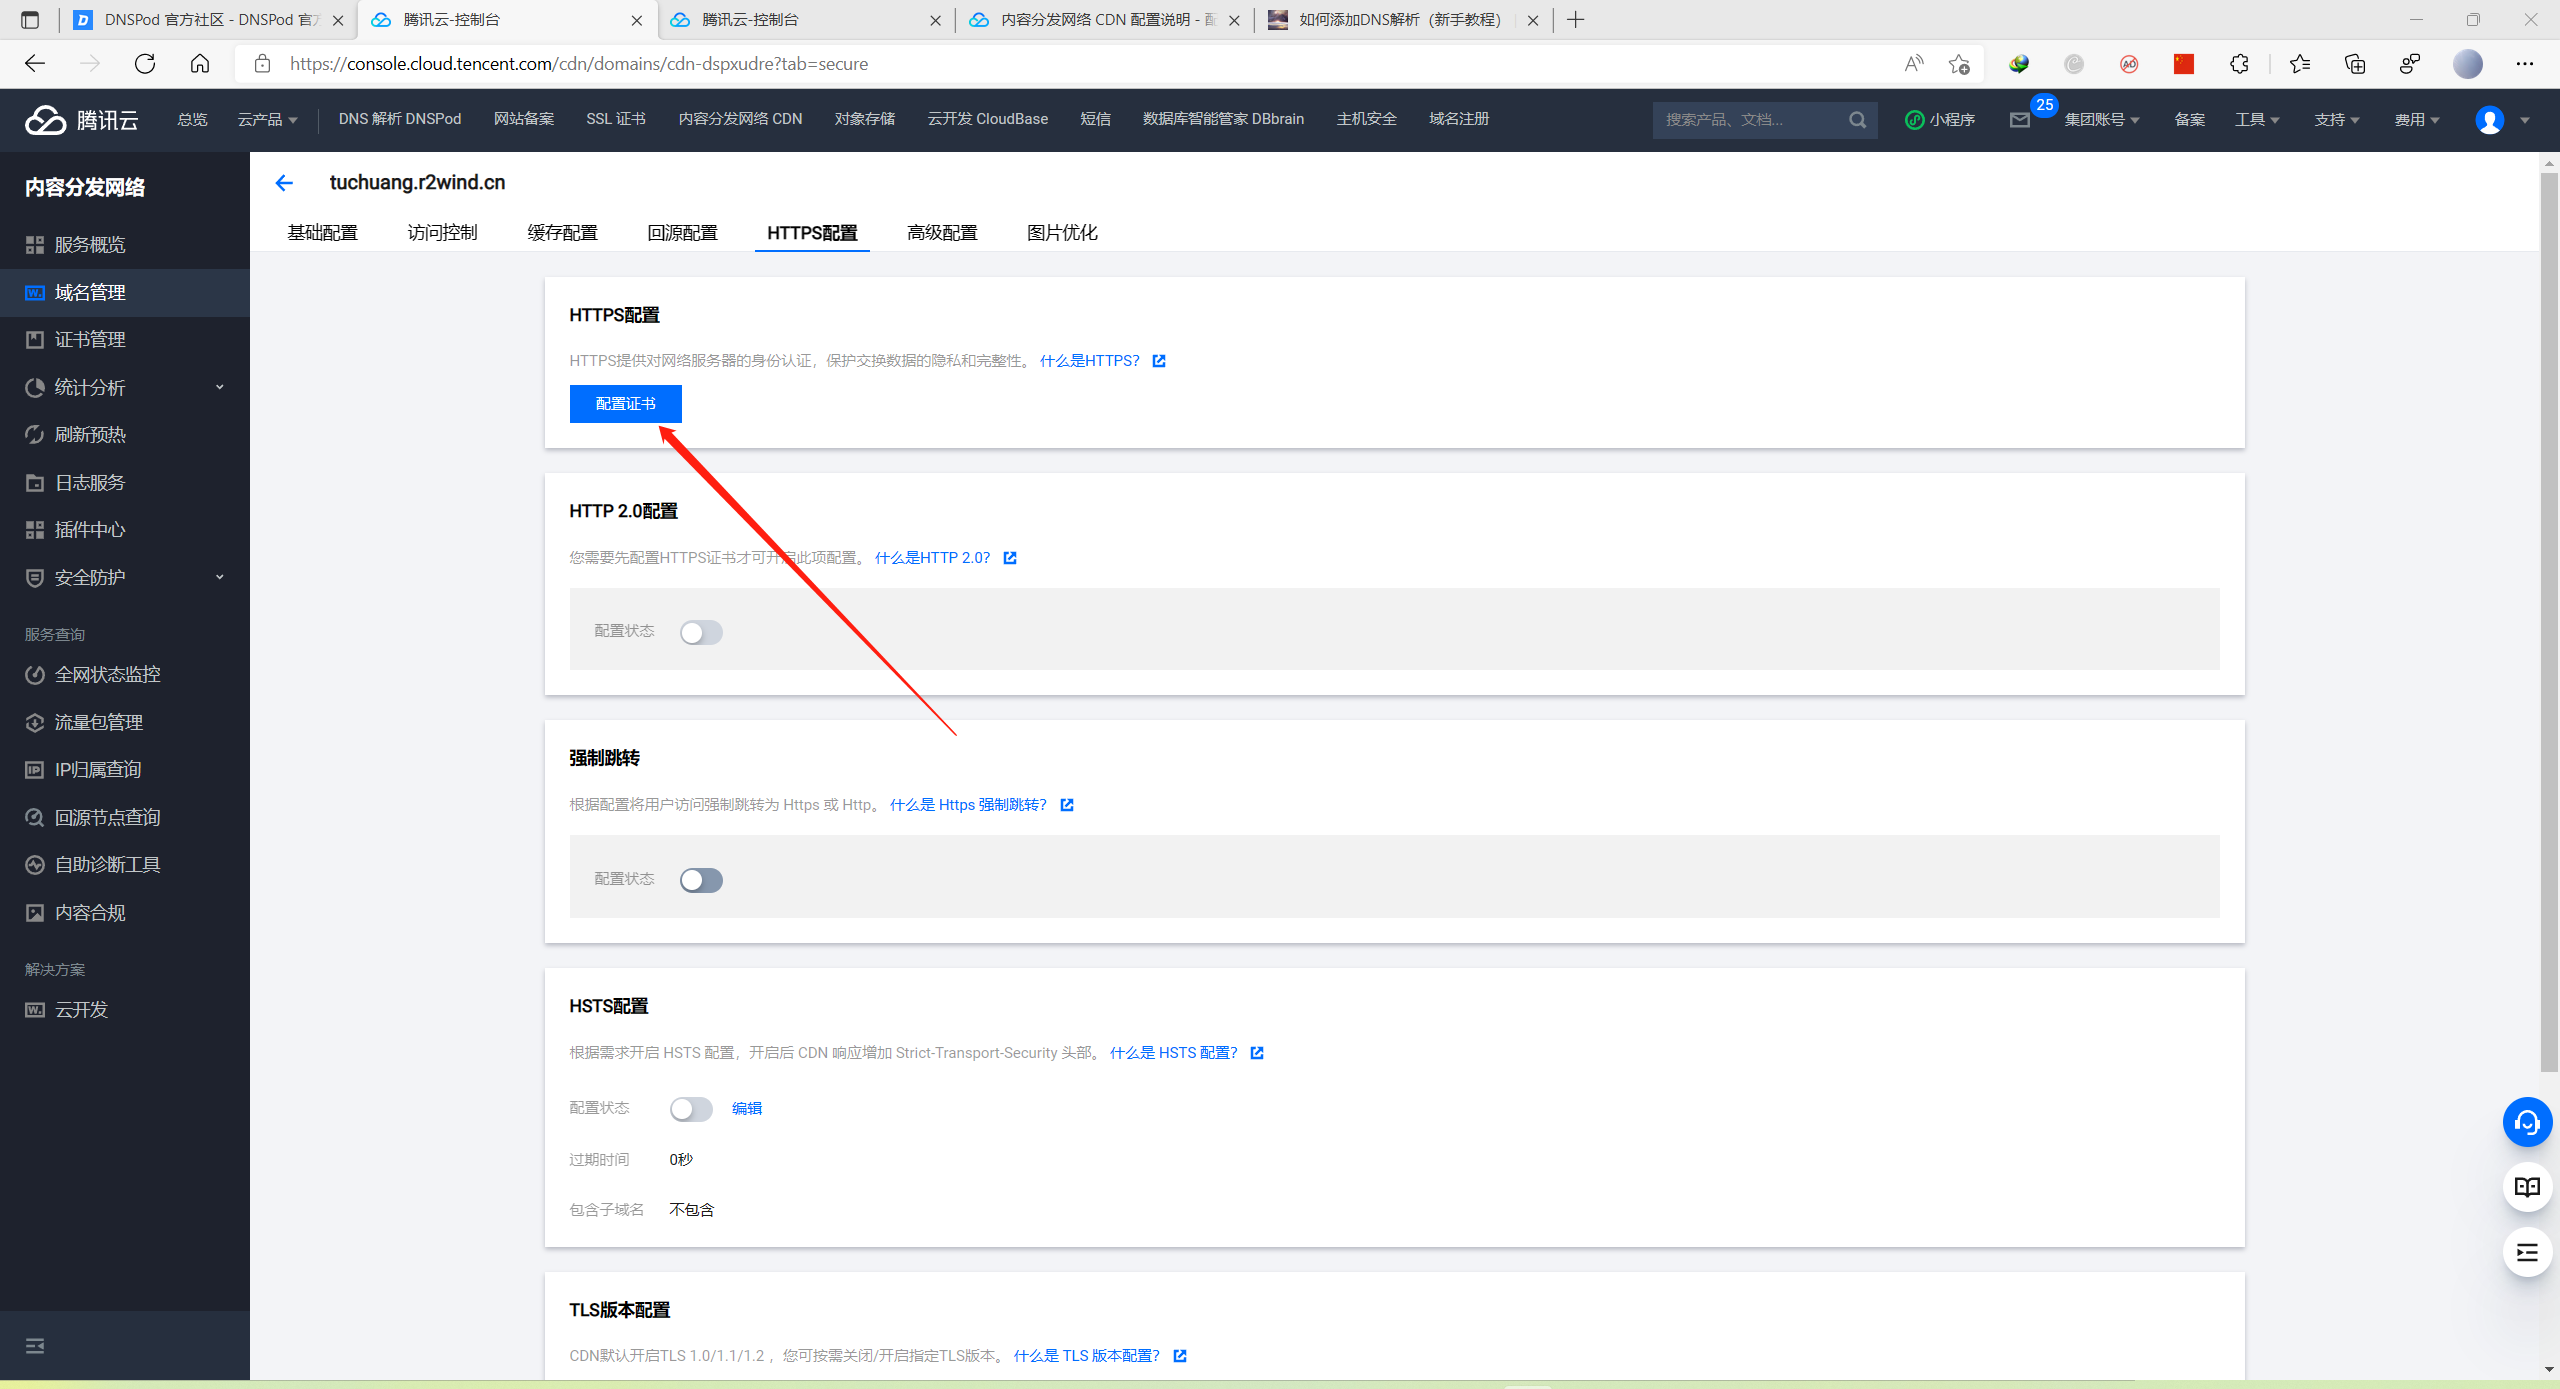 DNSPod 官方社区 - DNSPod 官
腾讯云-控制台
腾讯云-控制台
内容分发网络 CDN 配置说明 - 配
如何添加DNS解析（新手教程）
https://console.cloud.tencent.com/cdn/domains/cdn-dspxudre?tab=secure
腾讯云
总览
云产品
DNS 解析 DNSPod
网站备案
SSL 证书
内容分发网络 CDN
对象存储
云开发 CloudBase
短信
数据库智能管家 DBbrain
主机安全
域名注册
搜索产品、文档...
小程序
25
集团账号
备案
工具
支持
费用
内容分发网络
服务概览
域名管理
证书管理
统计分析
刷新预热
日志服务
插件中心
安全防护
服务查询
全网状态监控
流量包管理
IP归属查询
回源节点查询
自助诊断工具
内容合规
解决方案
云开发
tuchuang.r2wind.cn
基础配置
访问控制
缓存配置
回源配置
HTTPS配置
高级配置
图片优化
HTTPS配置
HTTPS提供对网络服务器的身份认证，保护交换数据的隐私和完整性。 什么是HTTPS?
配置证书
HTTP 2.0配置
您需要先配置HTTPS证书才可开启此项配置。 什么是HTTP 2.0?
配置状态
强制跳转
根据配置将用户访问强制跳转为 Https 或 Http。 什么是 Https 强制跳转?
配置状态
HSTS配置
根据需求开启 HSTS 配置，开启后 CDN 响应增加 Strict-Transport-Security 头部。 什么是 HSTS 配置?
配置状态 编辑
过期时间 0秒
包含子域名 不包含
TLS版本配置
CDN默认开启TLS 1.0/1.1/1.2 ，您可按需关闭/开启指定TLS版本。 什么是 TLS 版本配置?